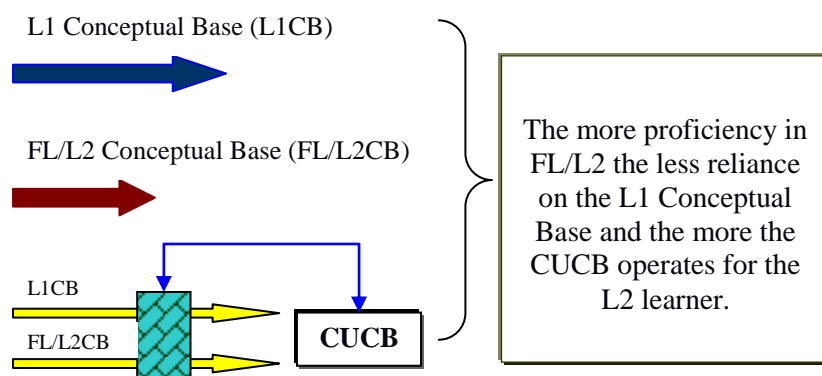 L1 Conceptual Base (L1CB)
FL/L2 Conceptual Base (FL/L2CB)
L1CB
FL/L2CB
CUCB
The more proficiency in
FL/L2 the less reliance
on the L1 Conceptual
Base and the more the
CUCB operates for the
L2 learner.